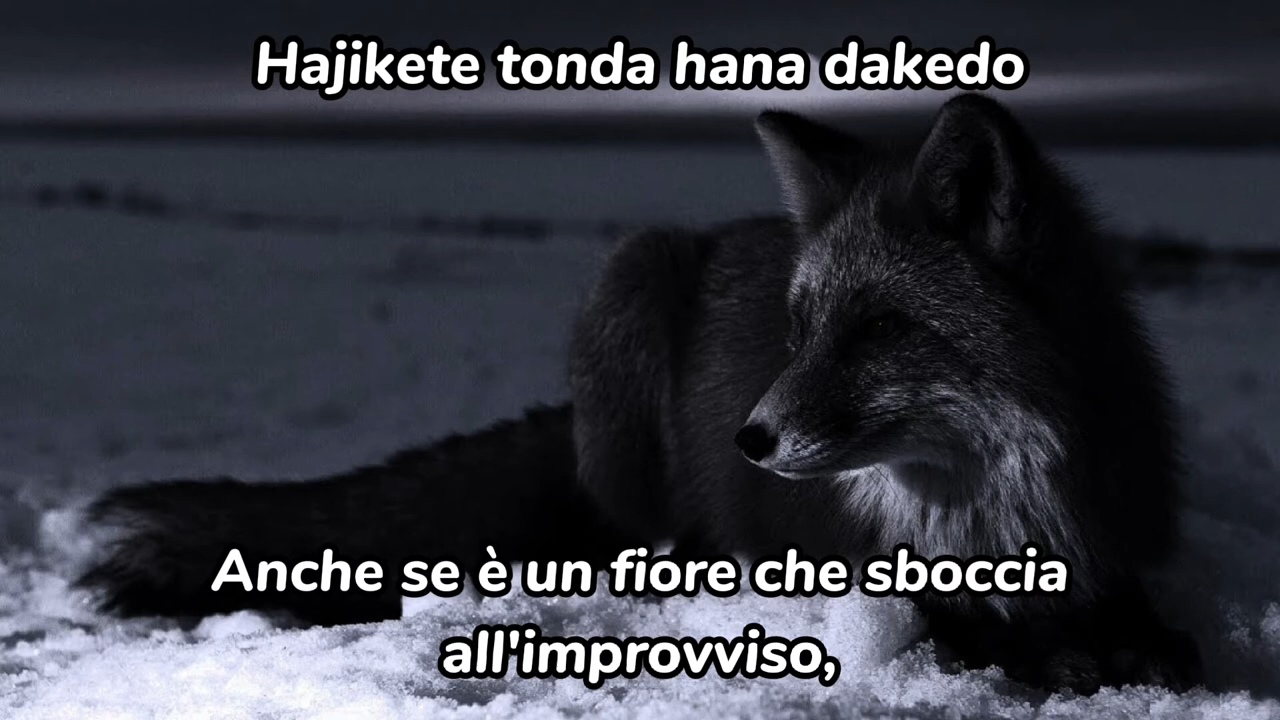 Hajikete tonda hana dakedo
Anche se è un fiore che sboccia
all'improvviso,